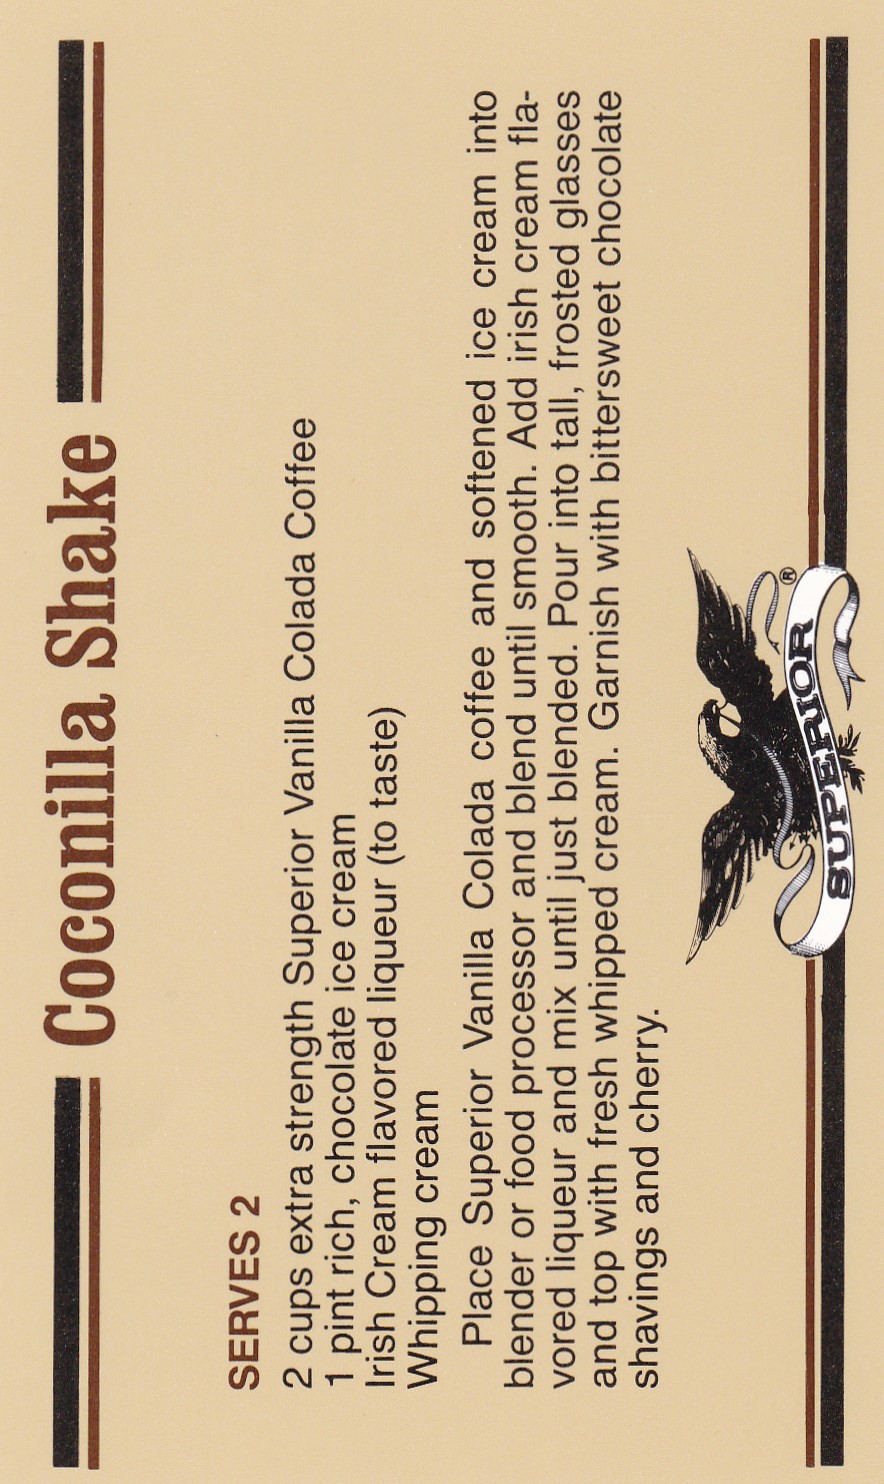 Coconilla Shake
SERVES 2
2 cups extra strength Superior Vanilla Colada Coffee
1 pint rich, chocolate ice cream
Irish Cream flavored liqueur (to taste)
Whipping cream
Place Superior Vanilla Colada coffee and softened ice cream into
blender or food processor and blend until smooth. Add irish cream fla-
vored liqueur and mix until just blended. Pour into tall, frosted glasses
and top with fresh whipped cream. Garnish with bittersweet chocolate
shavings and cherry.
®
SUPERIOR